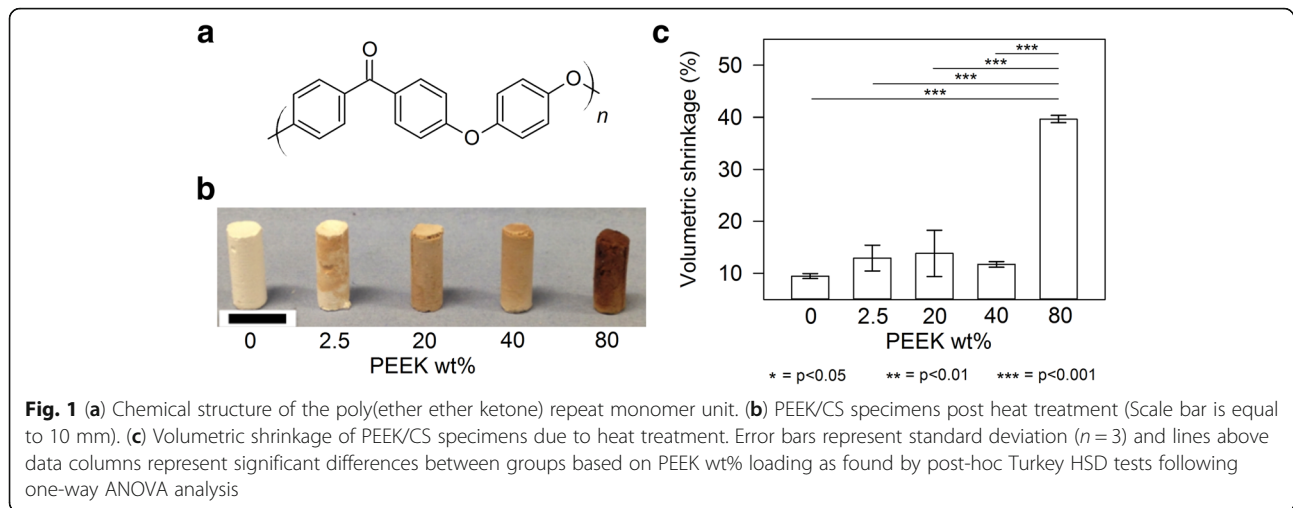 a
O
O
O
n
b
0 2.5 20 40 80
PEEK wt%
c
Volumetric shrinkage (%)
50
40
30
20
10
***
***
***
***
0 2.5 20 40 80
PEEK wt%
* = p<0.05 ** = p<0.01 *** = p<0.001
Fig. 1 (a) Chemical structure of the poly(ether ether ketone) repeat monomer unit. (b) PEEK/CS specimens post heat treatment (Scale bar is equal
to 10 mm). (c) Volumetric shrinkage of PEEK/CS specimens due to heat treatment. Error bars represent standard deviation (n = 3) and lines above
data columns represent significant differences between groups based on PEEK wt% loading as found by post-hoc Turkey HSD tests following
one-way ANOVA analysis